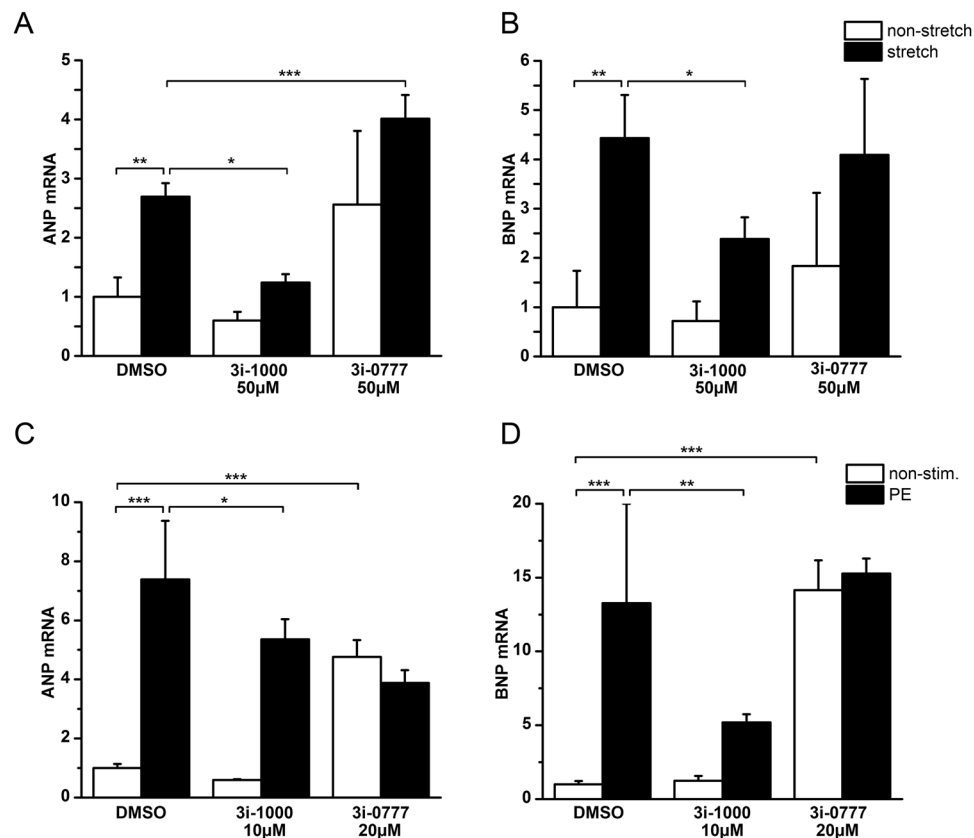 A
ANP mRNA
5
4
3
2
1
0
***
**
*
DMSO
3i-1000
50µM
3i-0777
50µM
B
non-stretch
stretch
BNP mRNA
6
5
4
3
2
1
0
**
*
DMSO
3i-1000
50µM
3i-0777
50µM
C
ANP mRNA
10
8
6
4
2
0
***
***
*
DMSO
3i-1000
10µM
3i-0777
20µM
D
non-stim.
PE
BNP mRNA
20
15
10
5
0
***
***
**
DMSO
3i-1000
10µM
3i-0777
20µM